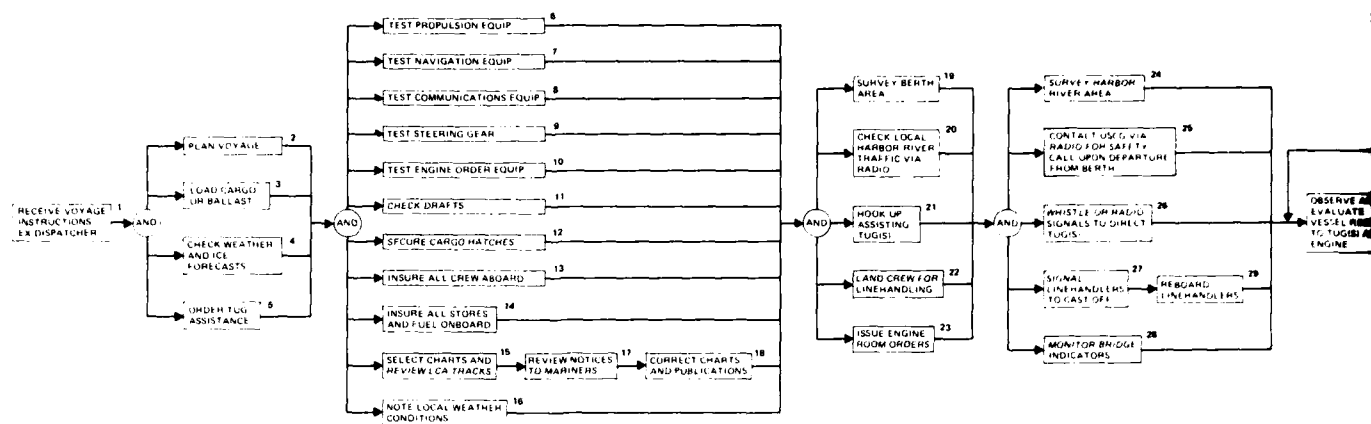 RECEIVE VOYAGE 1
INSTRUCTIONS
EX DISPATCHER
AND
PLAN VOYAGE 2
LOAD CARGO 3
OR BALLAST
CHECK WEATHER 4
AND ICE
FORECASTS
ORDER TUG 5
ASSISTANCE
AND
TEST PROPULSION EQUIP 6
TEST NAVIGATION EQUIP 7
TEST COMMUNICATIONS EQUIP 8
TEST STEERING GEAR 9
TEST ENGINE ORDER EQUIP 10
CHECK DRAFTS 11
SECURE CARGO HATCHES 12
INSURE ALL CREW ABOARD 13
INSURE ALL STORES 14
AND FUEL ONBOARD
SELECT CHARTS AND 15
REVIEW LCA TRACKS
REVIEW NOTICES 17
TO MARINERS
CORRECT CHARTS 18
AND PUBLICATIONS
NOTE LOCAL WEATHER 16
CONDITIONS
AND
SURVEY BERTH 19
AREA
CHECK LOCAL 20
HARBOR RIVER
TRAFFIC VIA
RADIO
HOOK UP 21
ASSISTING
TUG(S)
LAND CREW FOR 22
LINEHANDLING
ISSUE ENGINE 23
ROOM ORDERS
AND
SURVEY HARBOR 24
RIVER AREA
CONTACT USCG VIA 25
RADIO FOR SAFETY
CALL UPON DEPARTURE
FROM BERTH
WHISTLE OR RADIO 26
SIGNALS TO DIRECT
TUG(S)
SIGNAL 27
LINEHANDLERS
TO CAST OFF
REBOARD 29
LINEHANDLERS
MONITOR BRIDGE 28
INDICATORS
OBSERVE
EVALUATE
VESSEL
TO TUG(S)
ENGINE